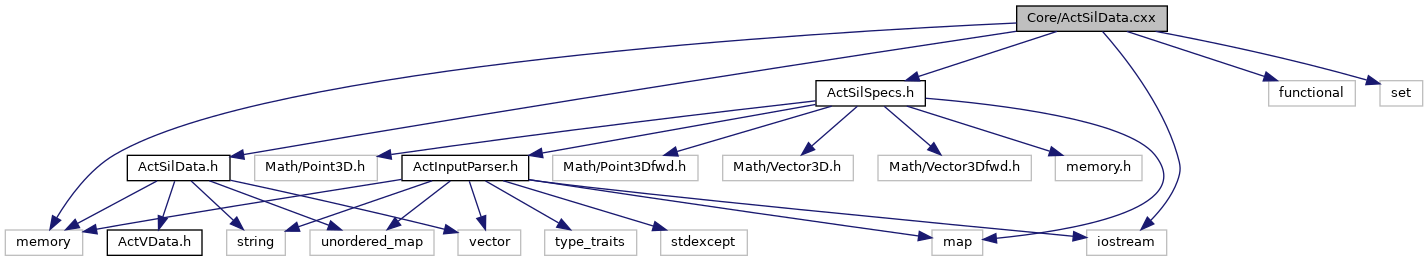 Core/ActSilData.cxx
ActSilSpecs.h
functional
set
ActSilData.h
Math/Point3D.h
ActInputParser.h
Math/Point3Dfwd.h
Math/Vector3D.h
Math/Vector3Dfwd.h
memory.h
memory
ActVData.h
string
unordered_map
vector
type_traits
stdexcept
map
iostream